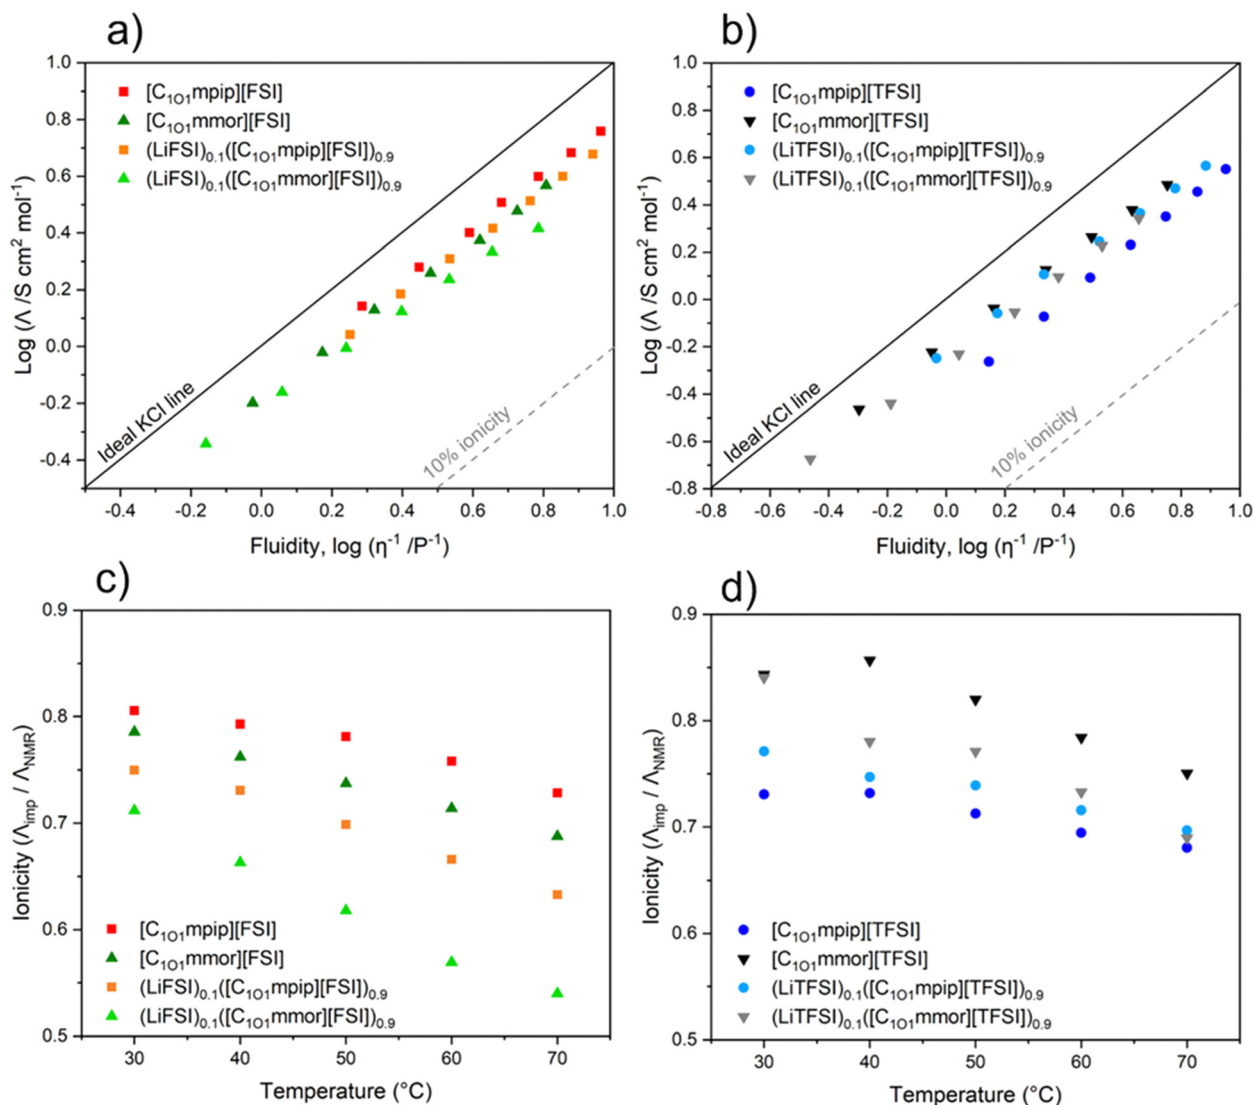 a)
1.0
0.8
0.6
0.4
0.2
0.0
-0.2
-0.4
Log (Λ /S cm² mol⁻¹)
[C₁O₁mpip][FSI]
[C₁O₁mmor][FSI]
(LiFSI)₀.₁([C₁O₁mpip][FSI])₀.₉
(LiFSI)₀.₁([C₁O₁mmor][FSI])₀.₉
Ideal KCl line
10% ionicity
-0.4 -0.2 0.0 0.2 0.4 0.6 0.8 1.0
Fluidity, log (η⁻¹ /P⁻¹)
b)
1.0
0.8
0.6
0.4
0.2
0.0
-0.2
-0.4
-0.6
-0.8
Log (Λ /S cm² mol⁻¹)
[C₁O₁mpip][TFSI]
[C₁O₁mmor][TFSI]
(LiTFSI)₀.₁([C₁O₁mpip][TFSI])₀.₉
(LiTFSI)₀.₁([C₁O₁mmor][TFSI])₀.₉
Ideal KCl line
10% ionicity
-0.8 -0.6 -0.4 -0.2 0.0 0.2 0.4 0.6 0.8 1.0
Fluidity, log (η⁻¹ /P⁻¹)
c)
0.9
0.8
0.7
0.6
0.5
Ionicity (Λimp / ΛNMR)
[C₁O₁mpip][FSI]
[C₁O₁mmor][FSI]
(LiFSI)₀.₁([C₁O₁mpip][FSI])₀.₉
(LiFSI)₀.₁([C₁O₁mmor][FSI])₀.₉
30 40 50 60 70
Temperature (°C)
d)
0.9
0.8
0.7
0.6
0.5
Ionicity (Λimp / ΛNMR)
[C₁O₁mpip][TFSI]
[C₁O₁mmor][TFSI]
(LiTFSI)₀.₁([C₁O₁mpip][TFSI])₀.₉
(LiTFSI)₀.₁([C₁O₁mmor][TFSI])₀.₉
30 40 50 60 70
Temperature (°C)